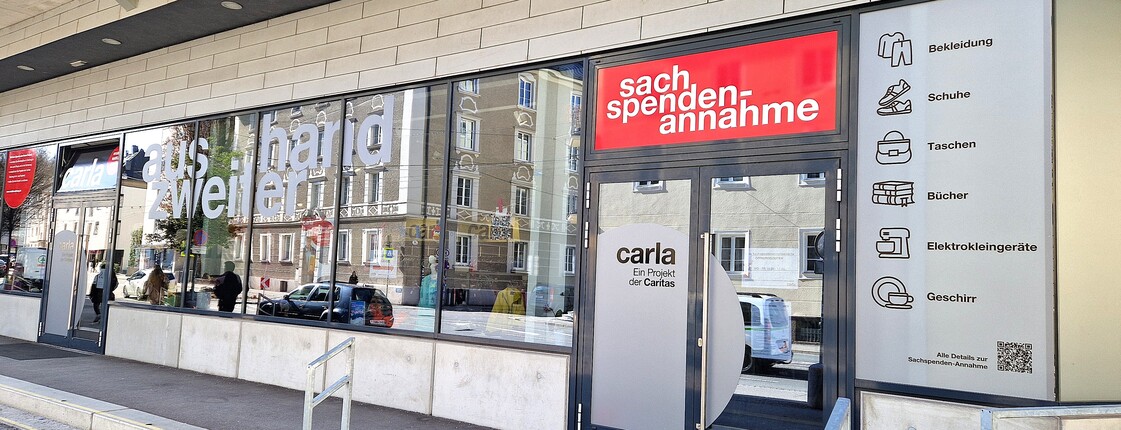 carla
aus
zweiter
hand
sach
spenden-
annahme
carla
Ein Projekt
der Caritas
Bekleidung
Schuhe
Taschen
Bücher
Elektrokleingeräte
Geschirr
Alle Details zur
Sachspenden-Annahme